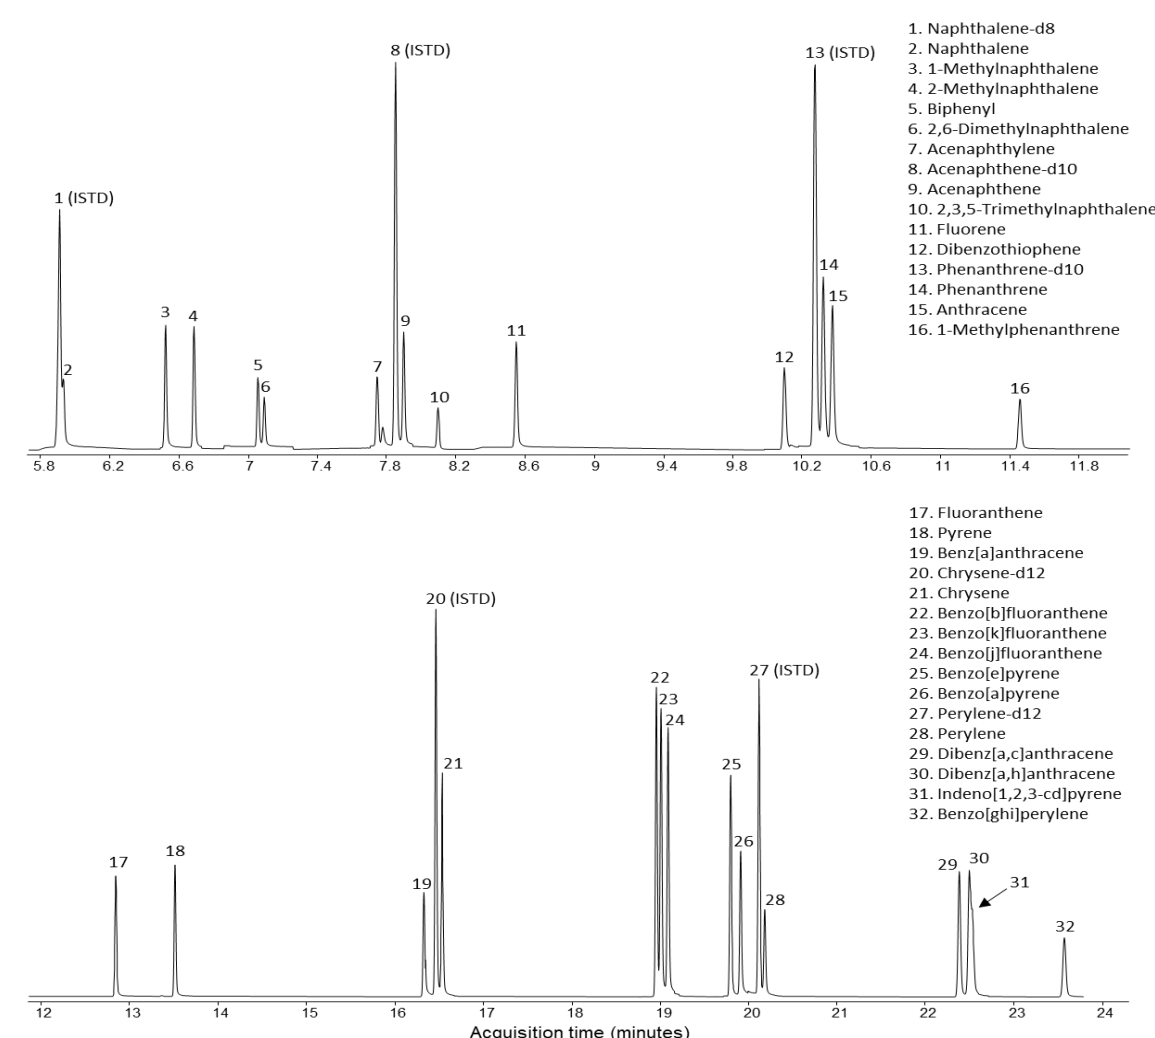 1. Naphthalene-d8
2. Naphthalene
3. 1-Methylnaphthalene
4. 2-Methylnaphthalene
5. Biphenyl
6. 2,6-Dimethylnaphthalene
7. Acenaphthylene
8. Acenaphthene-d10
9. Acenaphthene
10. 2,3,5-Trimethylnaphthalene
11. Fluorene
12. Dibenzothiophene
13. Phenanthrene-d10
14. Phenanthrene
15. Anthracene
16. 1-Methylphenanthrene
1 (ISTD)
2
3
4
5
6
7
8 (ISTD)
9
10
11
12
13 (ISTD)
14
15
16
5.8 6.2 6.6 7 7.4 7.8 8.2 8.6 9 9.4 9.8 10.2 10.6 11 11.4 11.8
17. Fluoranthene
18. Pyrene
19. Benz[a]anthracene
20. Chrysene-d12
21. Chrysene
22. Benzo[b]fluoranthene
23. Benzo[k]fluoranthene
24. Benzo[j]fluoranthene
25. Benzo[e]pyrene
26. Benzo[a]pyrene
27. Perylene-d12
28. Perylene
29. Dibenz[a,c]anthracene
30. Dibenz[a,h]anthracene
31. Indeno[1,2,3-cd]pyrene
32. Benzo[ghi]perylene
17
18
19
20 (ISTD)
21
22
23
24
25
26
27 (ISTD)
28
29
30
31
32
12 13 14 15 16 17 18 19 20 21 22 23 24
Acquisition time (minutes)